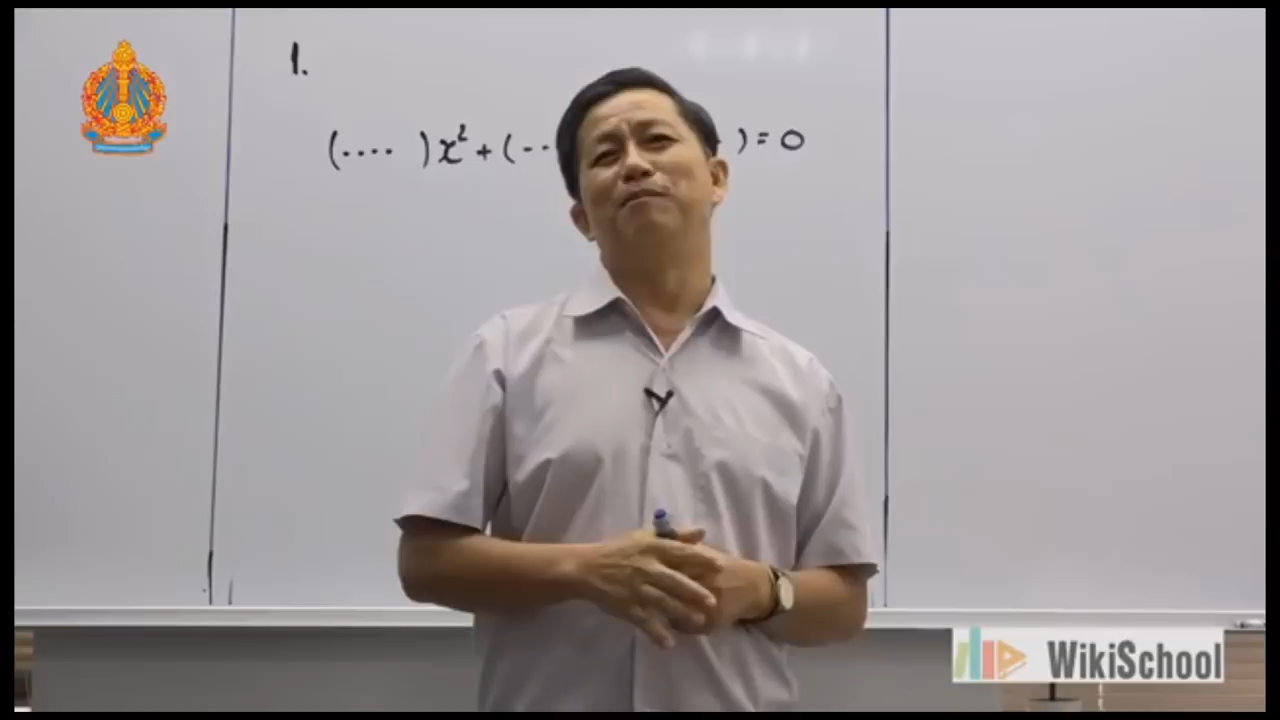 1.
(.... ) x² + (-- ) = 0
WikiSchool